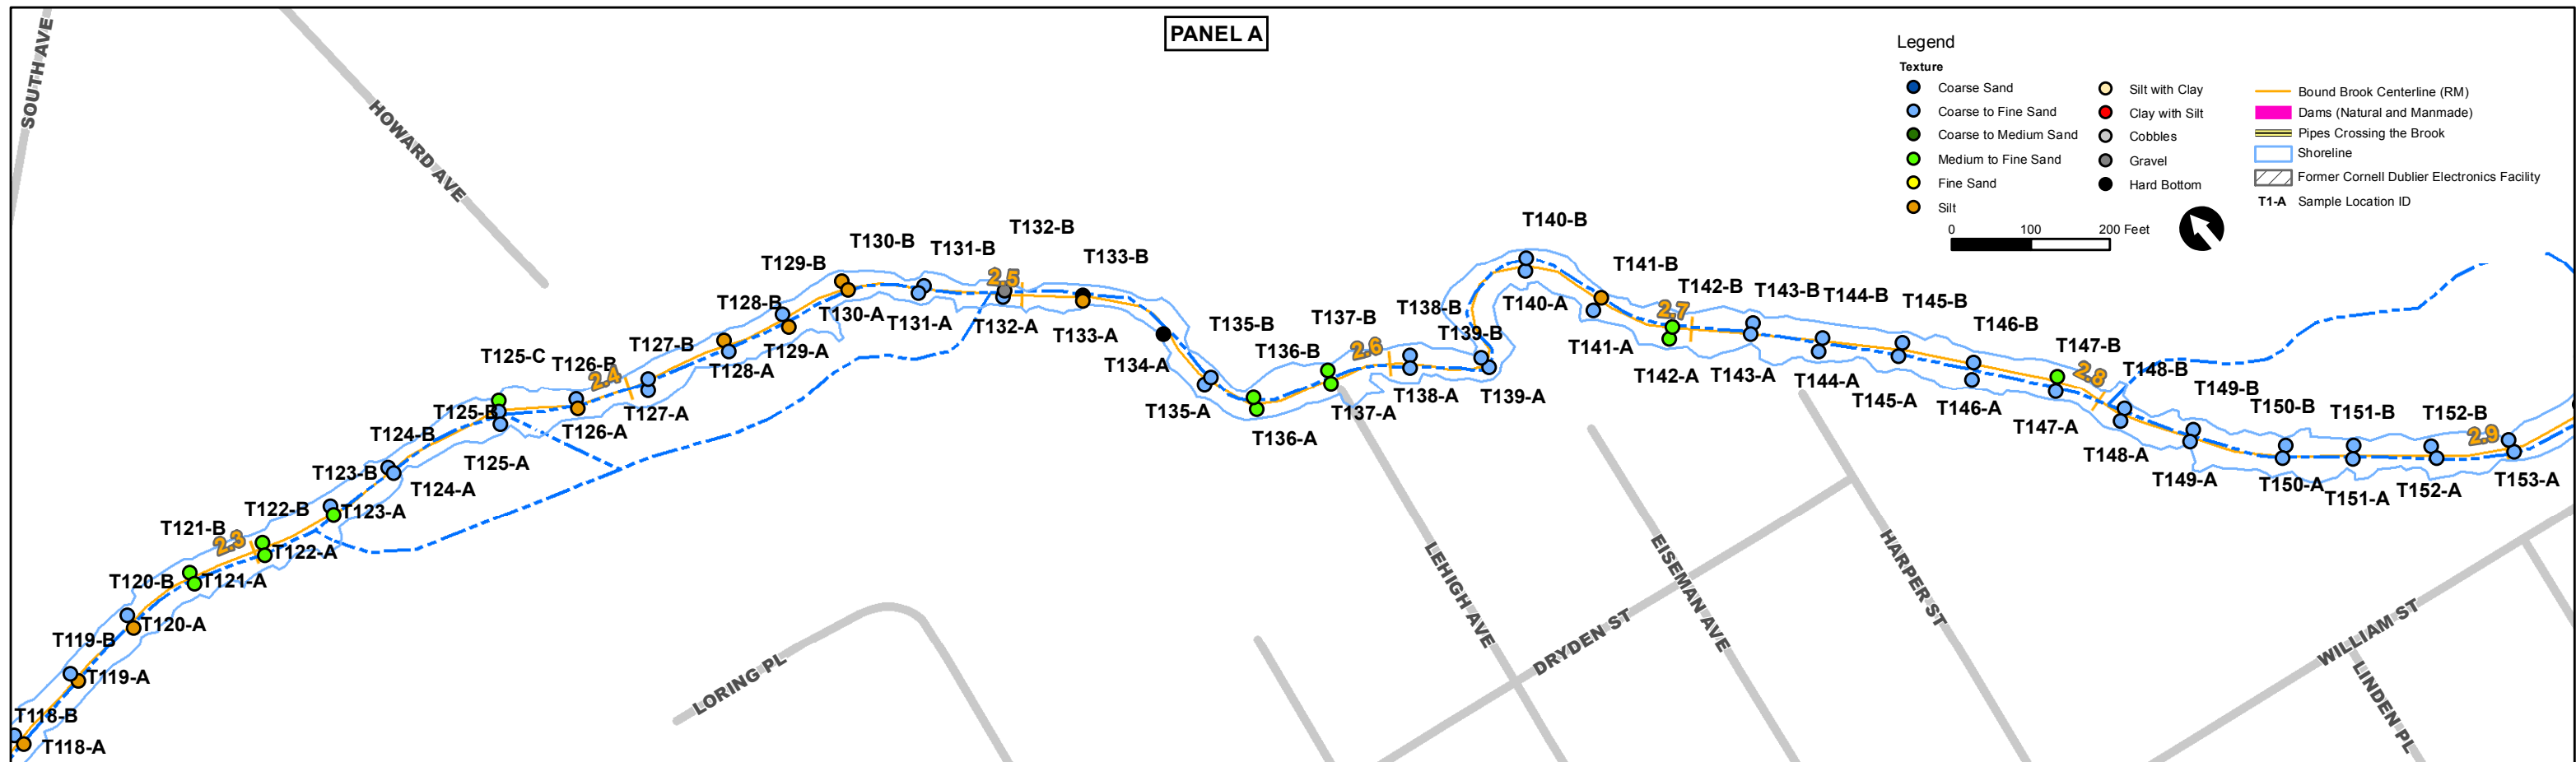 PANEL A
SOUTH AVE
HOWARD AVE
Legend
Texture
Coarse Sand
Coarse to Fine Sand
Coarse to Medium Sand
Medium to Fine Sand
Fine Sand
Silt
Silt with Clay
Clay with Silt
Cobbles
Gravel
Hard Bottom
Bound Brook Centerline (RM)
Dams (Natural and Manmade)
Pipes Crossing the Brook
Shoreline
Former Cornell Dublier Electronics Facility
T1-A Sample Location ID
0 100 200 Feet
T118-B
T118-A
T119-B
T119-A
T120-B
T120-A
T121-B
T121-A
2.3
T122-B
T122-A
T123-B
T123-A
T124-B
T124-A
T125-C
T125-B
T125-A
T126-B
T126-A
2.4
T127-B
T127-A
T128-B
T128-A
T129-B
T129-A
T130-B
T130-A
T131-B
T131-A
2.5
T132-B
T132-A
T133-B
T133-A
T134-A
T135-B
T135-A
T136-B
T136-A
T137-B
T137-A
2.6
T138-B
T138-A
T139-B
T139-A
T140-B
T140-A
T141-B
T141-A
2.7
T142-B
T142-A
T143-B
T143-A
T144-B
T144-A
T145-B
T145-A
T146-B
T146-A
T147-B
T147-A
2.8
T148-B
T148-A
T149-B
T149-A
T150-B
T150-A
T151-B
T151-A
T152-B
T152-A
2.9
T153-A
LORING PL
LEHIGH AVE
DRYDEN ST
EISEMAN AVE
HARPER ST
WILLIAM ST
LINDEN PL